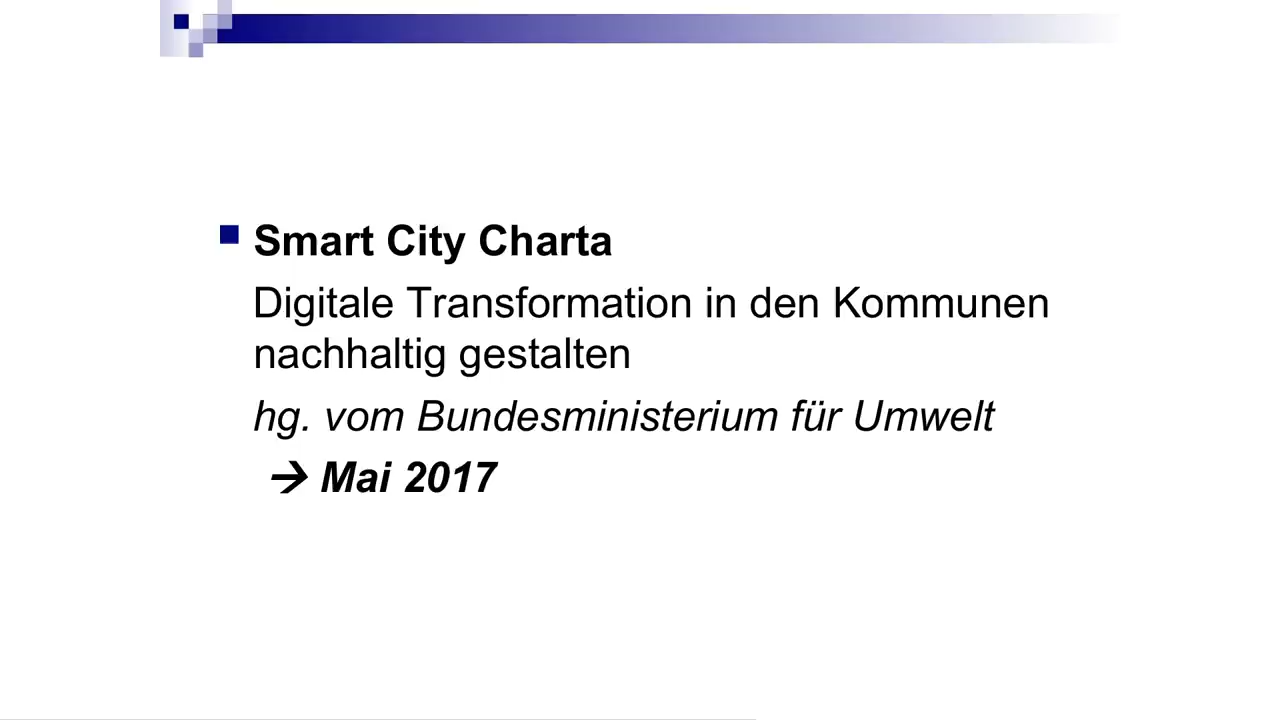 Smart City Charta
Digitale Transformation in den Kommunen
nachhaltig gestalten
hg. vom Bundesministerium für Umwelt
→ Mai 2017